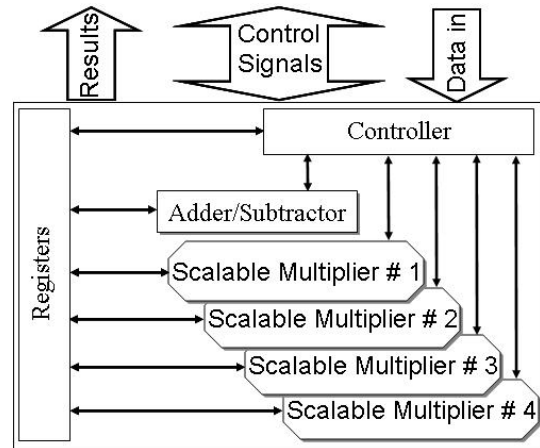 Results
Control
Signals
Data in
Controller
Adder/Subtractor
Registers
Scalable Multiplier # 1
Scalable Multiplier # 2
Scalable Multiplier # 3
Scalable Multiplier # 4